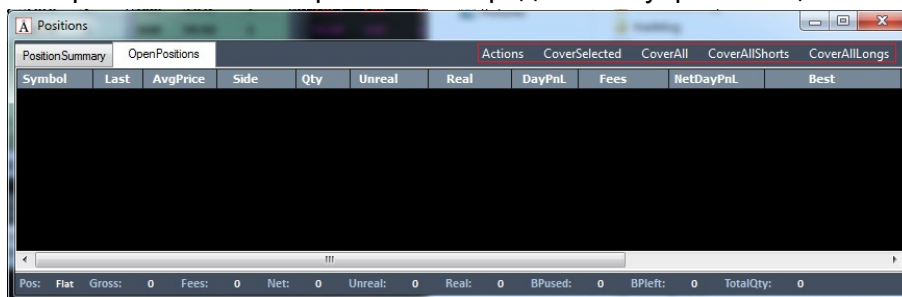 A Positions
PositionSummary OpenPositions Actions CoverSelected CoverAll CoverAllShorts CoverAllLongs
Symbol Last AvgPrice Side Qty Unreal Real DayPnL Fees NetDayPnL Best
Pos: Flat Gross: 0 Fees: 0 Net: 0 Unreal: 0 Real: 0 BPused: 0 BPleft: 0 TotalQty: 0